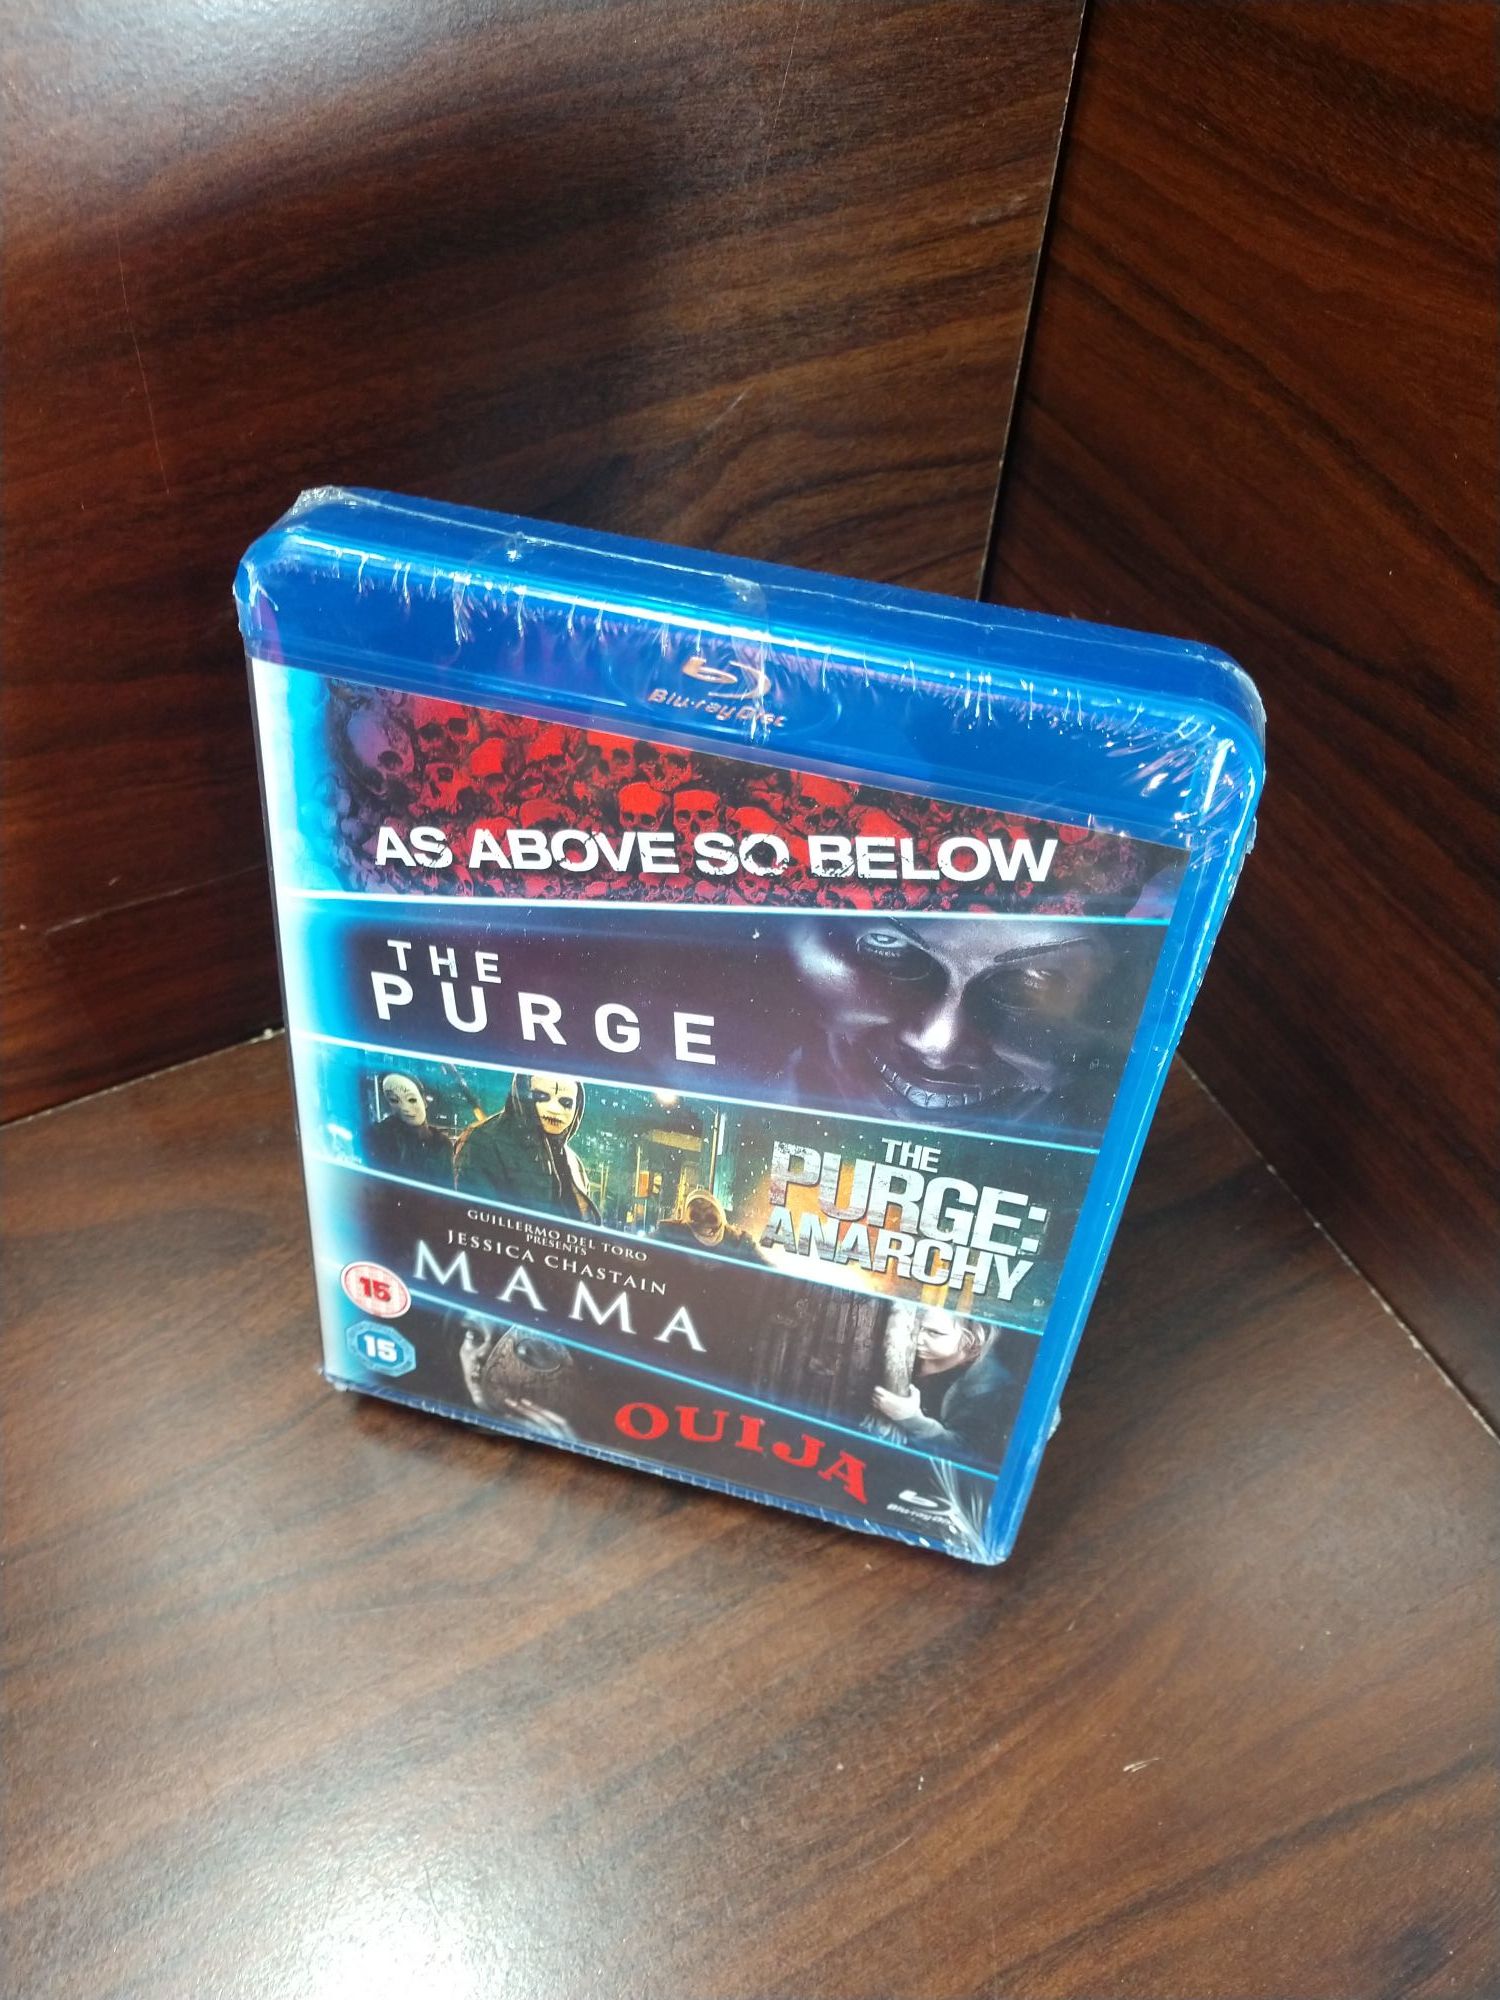 Blu-ray Disc
AS ABOVE SO BELOW
THE
PURGE
THE
PURGE:
ANARCHY
GUILLERMO DEL TORO
PRESENTS
JESSICA CHASTAIN
MAMA
15
15
OUIJA
Blu-ray Disc